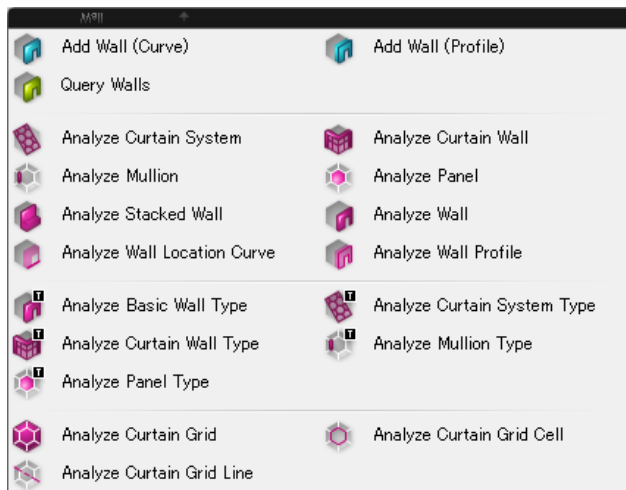 Wall
Add Wall (Curve) Add Wall (Profile)
Query Walls
Analyze Curtain System Analyze Curtain Wall
Analyze Mullion Analyze Panel
Analyze Stacked Wall Analyze Wall
Analyze Wall Location Curve Analyze Wall Profile
T Analyze Basic Wall Type T Analyze Curtain System Type
T Analyze Curtain Wall Type T Analyze Mullion Type
T Analyze Panel Type
Analyze Curtain Grid Analyze Curtain Grid Cell
Analyze Curtain Grid Line